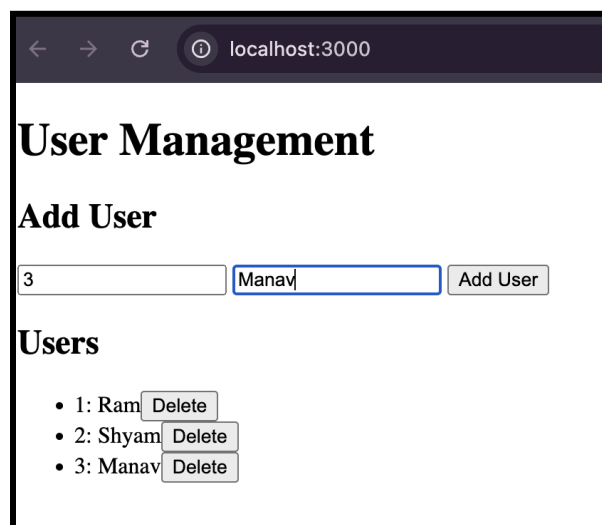 localhost:3000
User Management
Add User
3 Manav Add User
Users
1: Ram Delete
2: Shyam Delete
3: Manav Delete